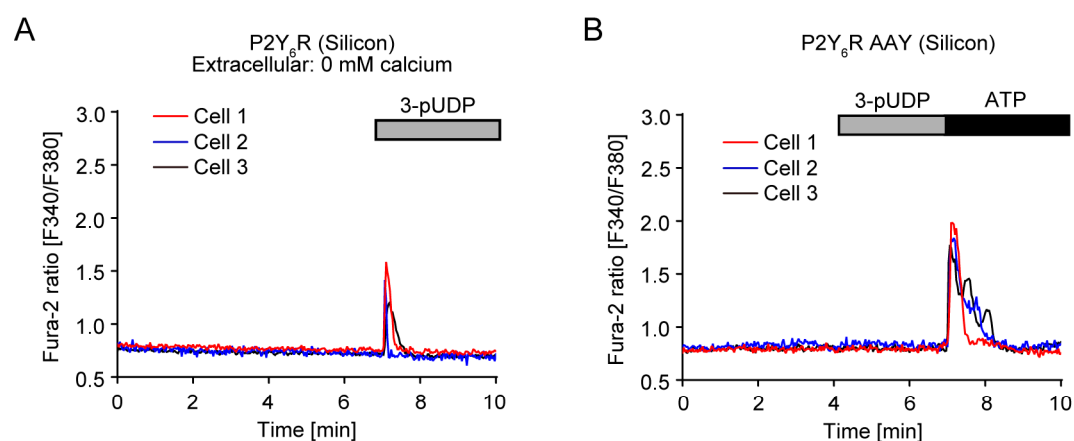 A
P2Y₆R (Silicon)
Extracellular: 0 mM calcium
3-pUDP
Cell 1
Cell 2
Cell 3
Fura-2 ratio [F340/F380]
3.0
2.5
2.0
1.5
1.0
0.5
0 2 4 6 8 10
Time [min]
B
P2Y₆R AAY (Silicon)
3-pUDP ATP
Cell 1
Cell 2
Cell 3
Fura-2 ratio [F340/F380]
3.0
2.5
2.0
1.5
1.0
0.5
0 2 4 6 8 10
Time [min]